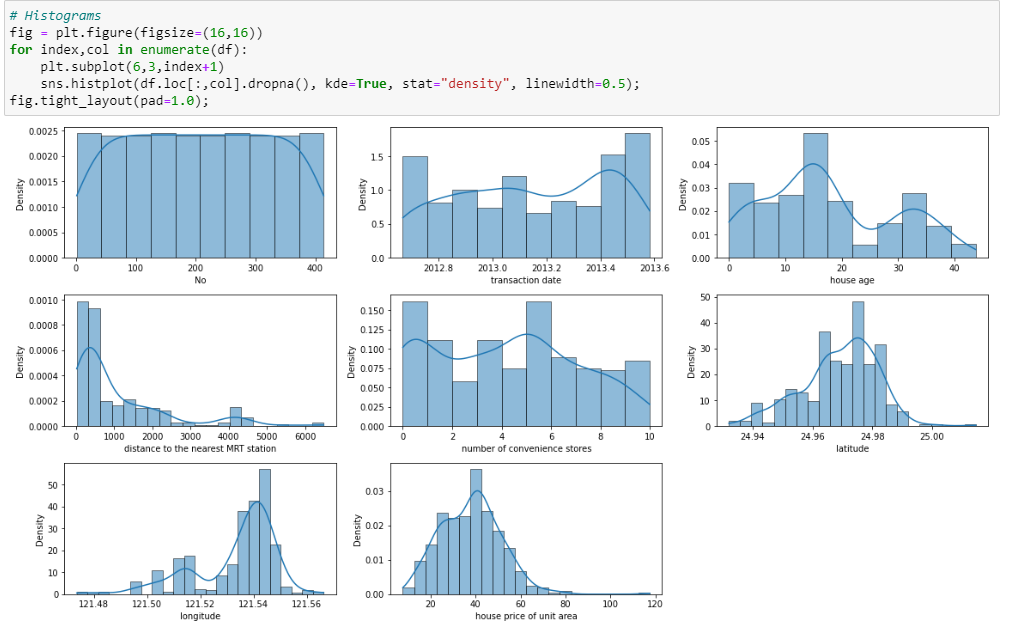 # Histograms
fig = plt.figure(figsize=(16,16))
for index,col in enumerate(df):
    plt.subplot(6,3,index+1)
    sns.histplot(df.loc[:,col].dropna(), kde=True, stat="density", linewidth=0.5);
fig.tight_layout(pad=1.0);
Density
0.0025
0.0020
0.0015
0.0010
0.0005
0.0000
0 100 200 300 400
No
Density
1.5
1.0
0.5
0.0
2012.8 2013.0 2013.2 2013.4 2013.6
transaction date
Density
0.05
0.04
0.03
0.02
0.01
0.00
0 10 20 30 40
house age
Density
0.0010
0.0008
0.0006
0.0004
0.0002
0.0000
0 1000 2000 3000 4000 5000 6000
distance to the nearest MRT station
Density
0.150
0.125
0.100
0.075
0.050
0.025
0.000
0 2 4 6 8 10
number of convenience stores
Density
50
40
30
20
10
0
24.94 24.96 24.98 25.00
latitude
Density
50
40
30
20
10
0
121.48 121.50 121.52 121.54 121.56
longitude
Density
0.03
0.02
0.01
0.00
20 40 60 80 100 120
house price of unit area